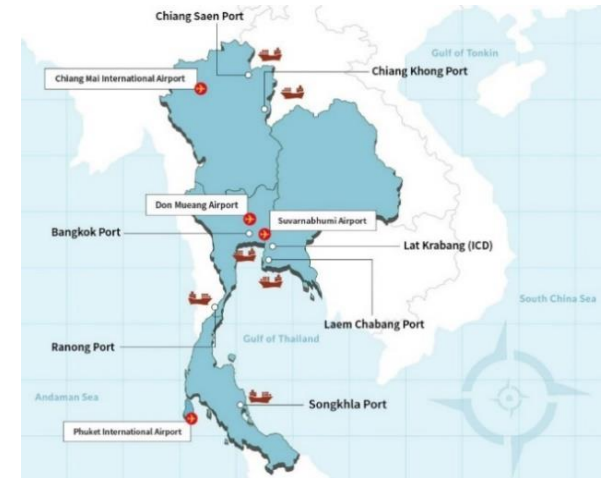 Chiang Saen Port
Gulf of Tonkin
Chiang Mai International Airport
Chiang Khong Port
Don Mueang Airport
Suvarnabhumi Airport
Bangkok Port
Lat Krabang (ICD)
South China Sea
Laem Chabang Port
Gulf of Thailand
Ranong Port
Andaman Sea
Songkhla Port
Phuket International Airport